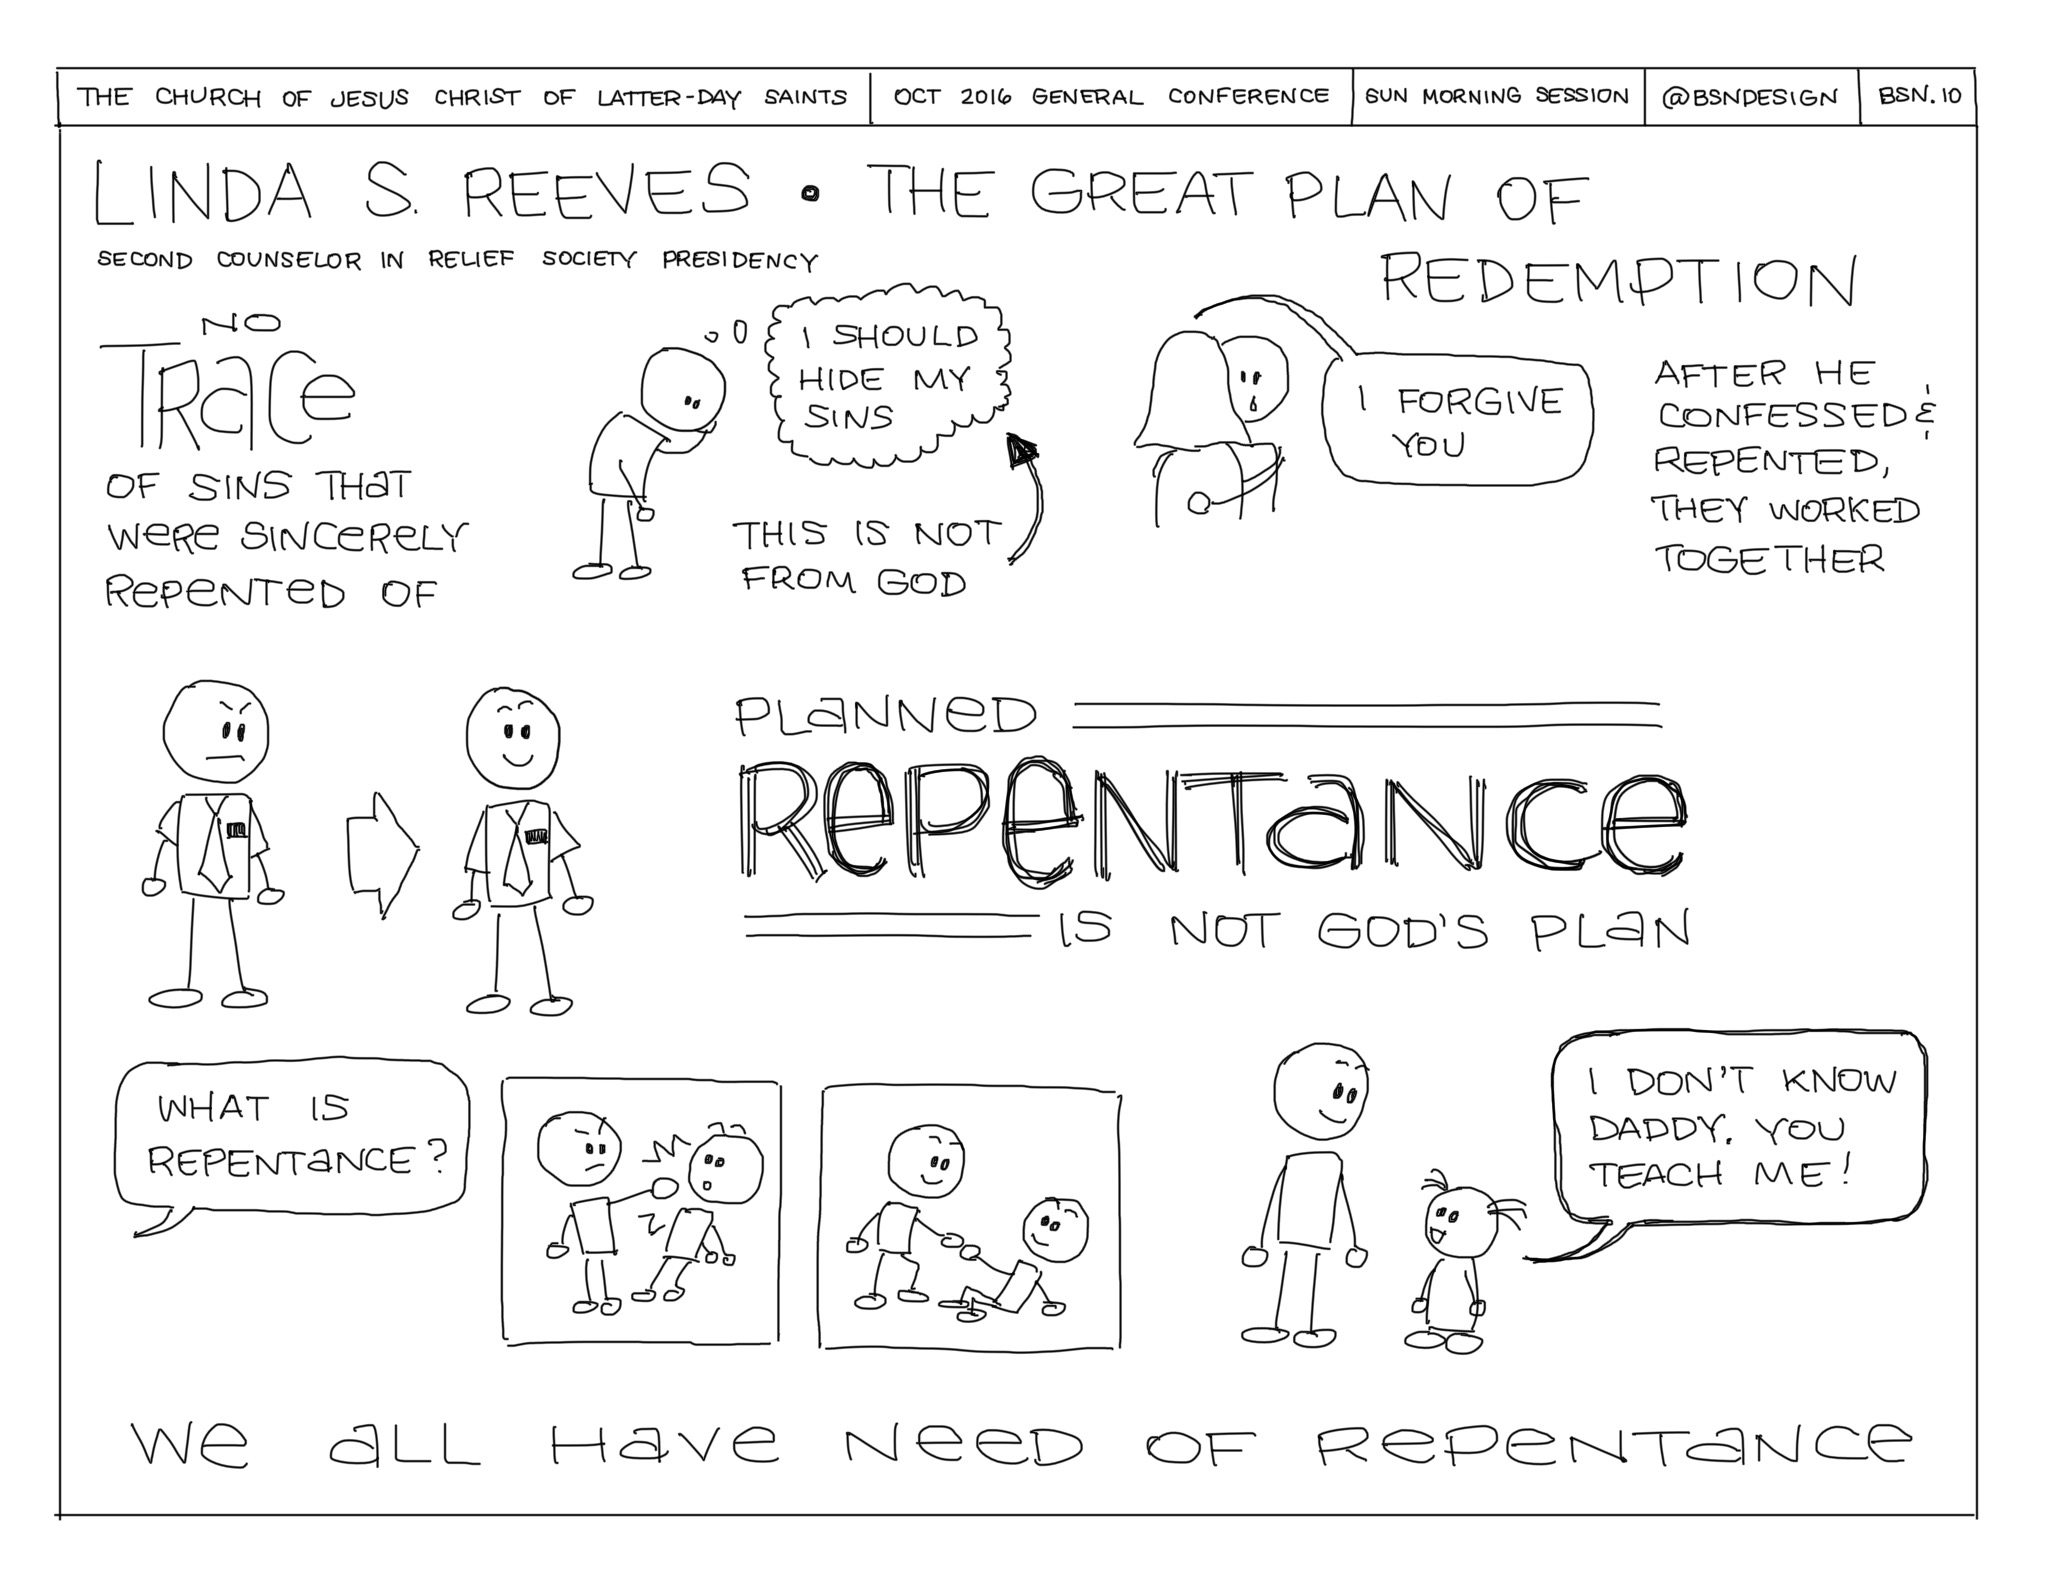 THE CHURCH OF JESUS CHRIST OF LATTER-DAY SAINTS
OCT 2016 GENERAL CONFERENCE
SUN MORNING SESSION
@BSNDESIGN
BSN.10
LINDA S. REEVES • THE GREAT PLAN OF
REDEMPTION
SECOND COUNSELOR IN RELIEF SOCIETY PRESIDENCY
NO
TRaCe
OF SINS THaT
WeRe SINCeRELY
RePeNTED OF
I SHOULD
HIDE MY
SINS
THIS IS NOT
FROM GOD
I FORGIVE
YOU
AFTER HE
CONFESSED &
REPENTED,
THEY WORKED
TOGETHER
PLaNNeD
RePeNTaNCe
IS NOT GOD'S PLaN
WHAT IS
REPENTaNCE?
I DON'T KNOW
DADDY. YOU
TEACH ME!
We aLL HaVe NeeD OF RePeNTaNCe